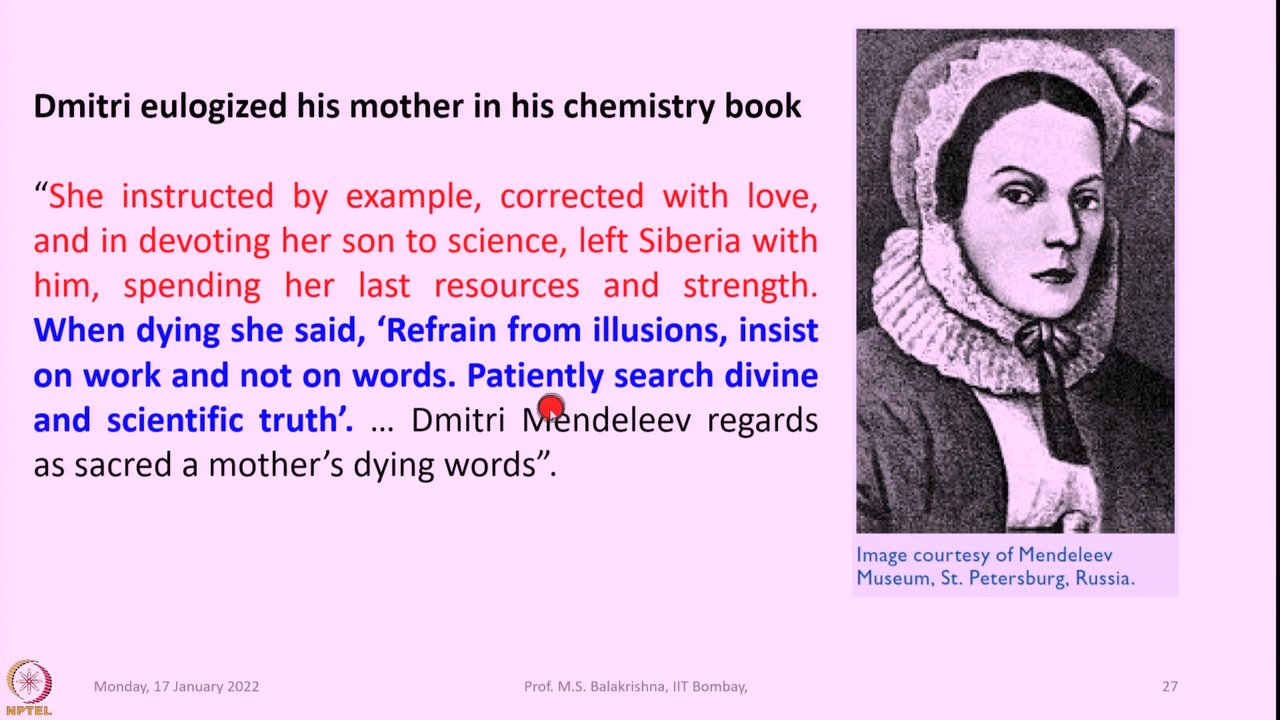 Dmitri eulogized his mother in his chemistry book
“She instructed by example, corrected with love,
and in devoting her son to science, left Siberia with
him, spending her last resources and strength.
When dying she said, ‘Refrain from illusions, insist
on work and not on words. Patiently search divine
and scientific truth’. ... Dmitri Mendeleev regards
as sacred a mother’s dying words”.
Image courtesy of Mendeleev
Museum, St. Petersburg, Russia.
NPTEL
Monday, 17 January 2022
Prof. M.S. Balakrishna, IIT Bombay,
27